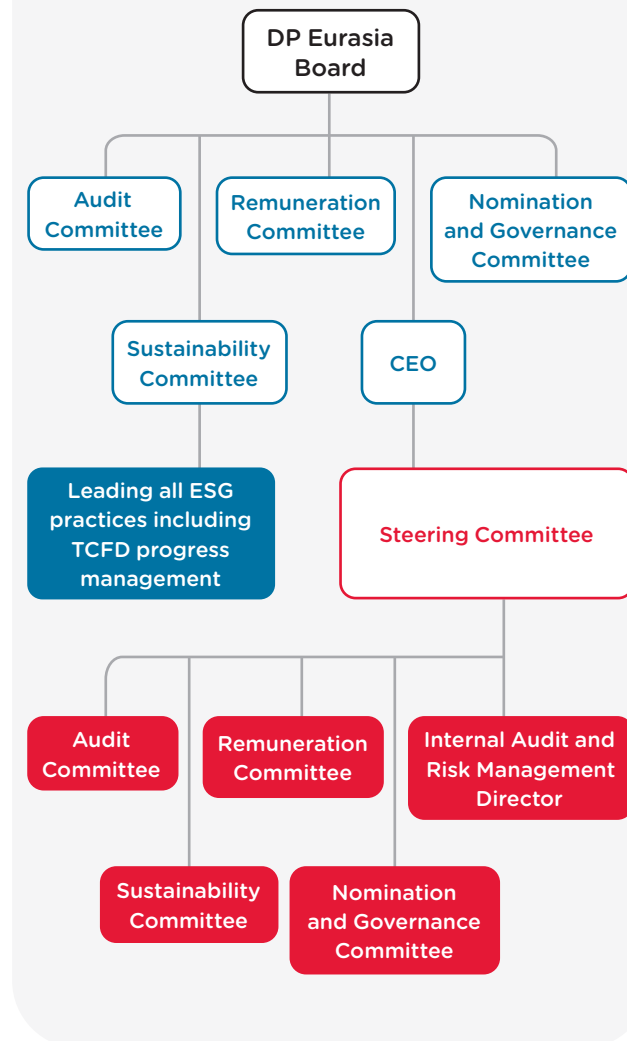 DP Eurasia
Board
Audit
Committee
Remuneration
Committee
Nomination
and Governance
Committee
Sustainability
Committee
CEO
Leading all ESG
practices including
TCFD progress
management
Steering Committee
Audit
Committee
Remuneration
Committee
Internal Audit and
Risk Management
Director
Sustainability
Committee
Nomination
and Governance
Committee